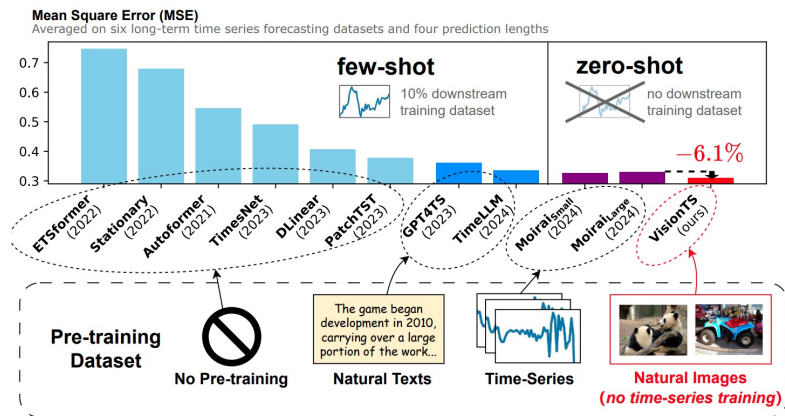 Mean Square Error (MSE)
Averaged on six long-term time series forecasting datasets and four prediction lengths
0.7
0.6
0.5
0.4
0.3
few-shot
10% downstream
training dataset
zero-shot
no downstream
training dataset
−6.1%
ETSformer
(2022)
Stationary
(2022)
Autoformer
(2021)
TimesNet
(2023)
DLinear
(2023)
PatchTST
(2023)
GPT4TS
(2023)
TimeLLM
(2024)
MoiraiSmall
(2024)
MoiraiLarge
(2024)
VisionTS
(ours)
Pre-training
Dataset
No Pre-training
The game began
development in 2010,
carrying over a large
portion of the work...
Natural Texts
Time-Series
Natural Images
(no time-series training)